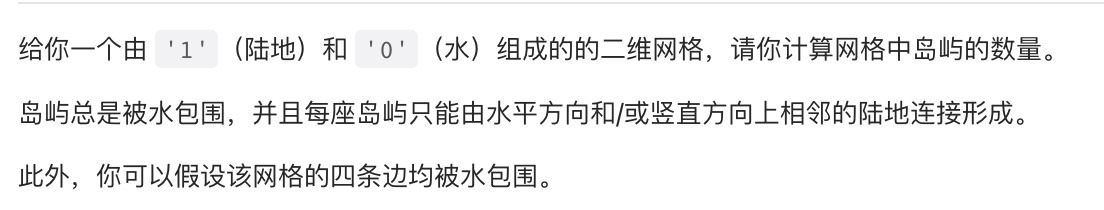 给你一个由 '1'（陆地）和 '0'（水）组成的的二维网格，请你计算网格中岛屿的数量。
岛屿总是被水包围，并且每座岛屿只能由水平方向和/或竖直方向上相邻的陆地连接形成。
此外，你可以假设该网格的四条边均被水包围。